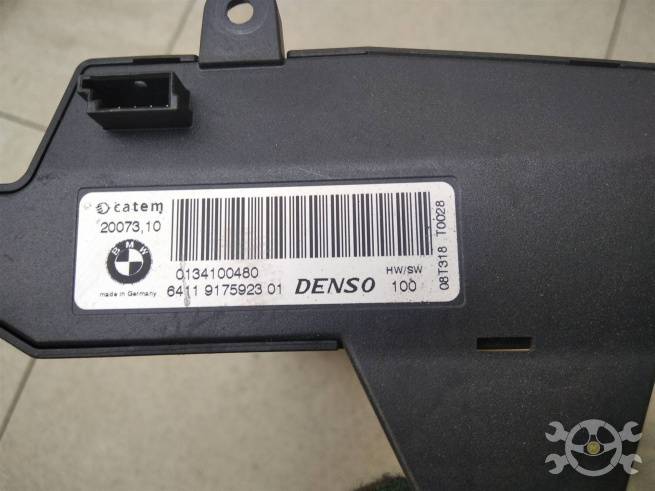 catem
20073,10
BMW
made in Germany
0134100480
6411 9175923 01 DENSO
HW/SW
100
08T318 T0028